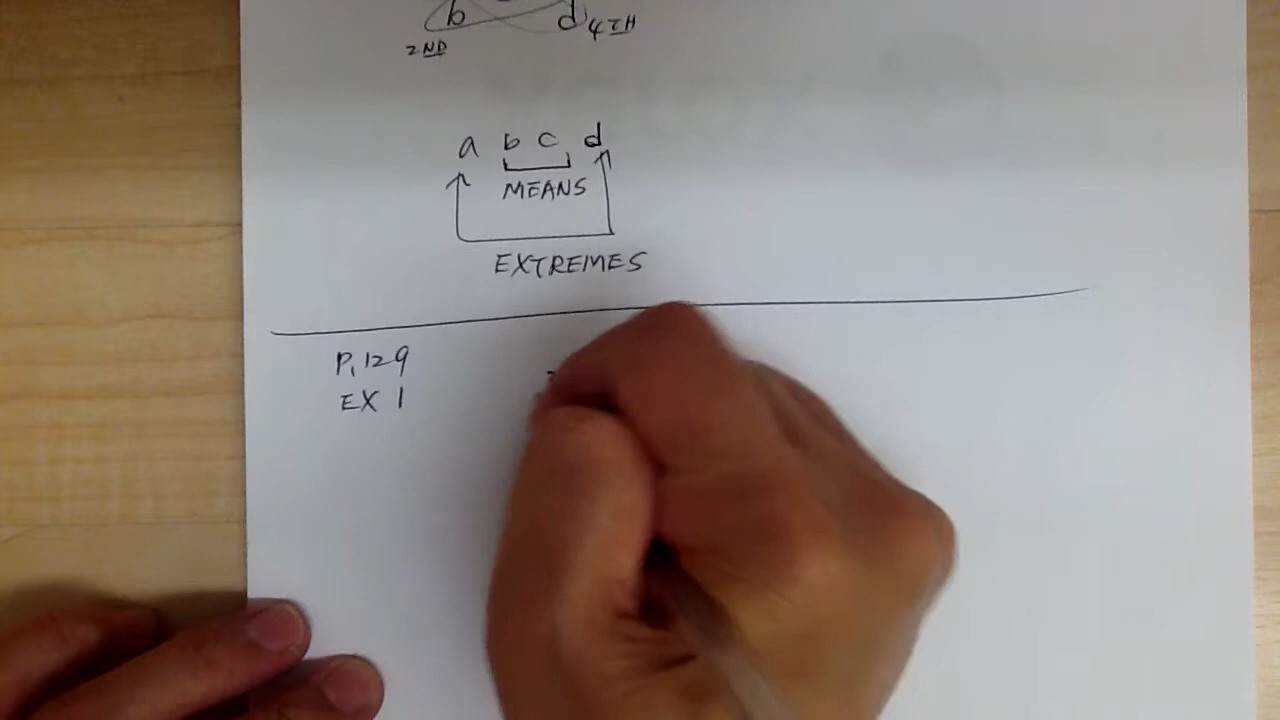 b d 4TH
2ND
a b c d
MEANS
EXTREMES
P. 129
EX 1